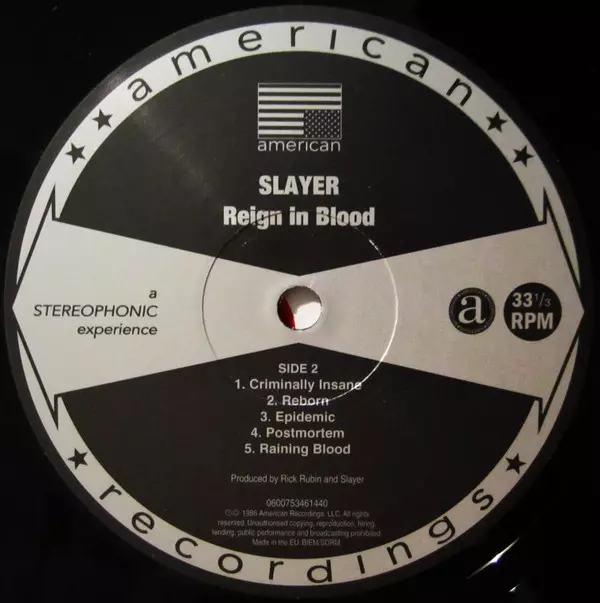 american
american
SLAYER
Reign in Blood
a
STEREOPHONIC
experience
a
33 1/3
RPM
SIDE 2
1. Criminally Insane
2. Reborn
3. Epidemic
4. Postmortem
5. Raining Blood
Produced by Rick Rubin and Slayer
0600753461440
℗© 1986 American Recordings, LLC. All rights
reserved. Unauthorised copying, reproduction, hiring,
lending, public performance and broadcasting prohibited.
Made in the EU. BIEM/SDRM.
recordings